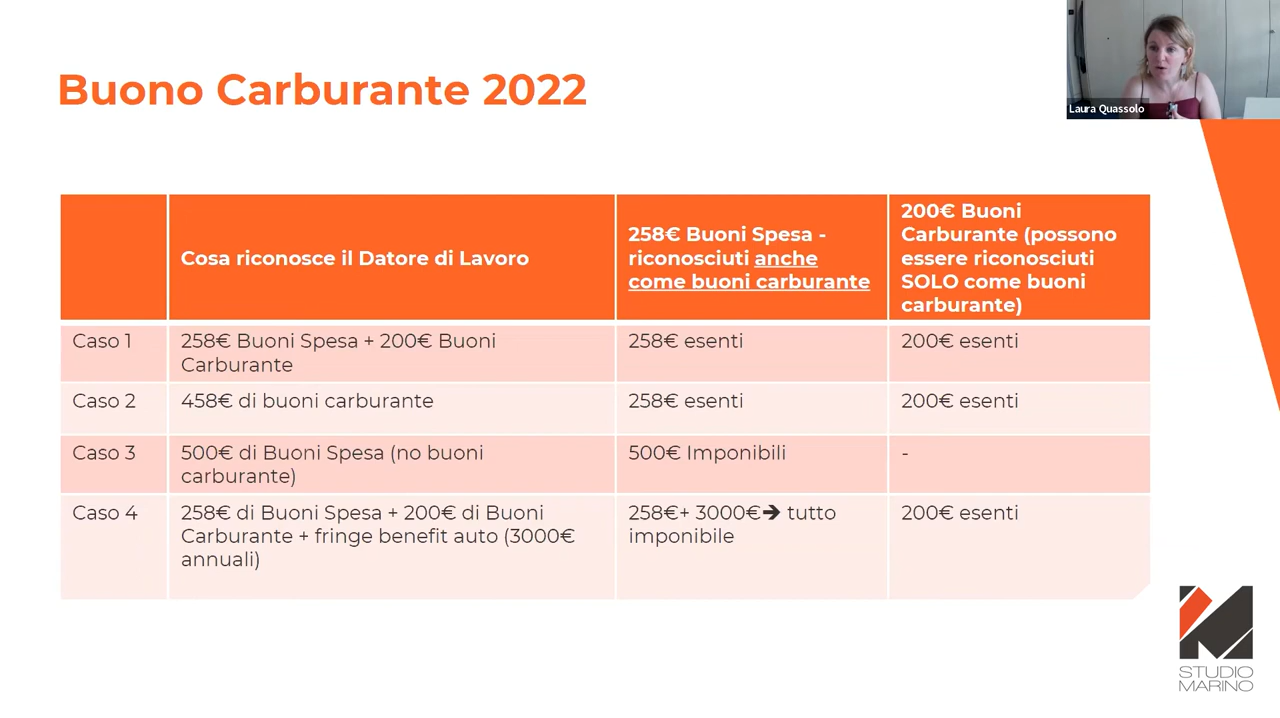 Buono Carburante 2022
Laura Quassolo
Cosa riconosce il Datore di Lavoro
258€ Buoni Spesa -
riconosciuti anche
come buoni carburante
200€ Buoni
Carburante (possono
essere riconosciuti
SOLO come buoni
carburante)
Caso 1
258€ Buoni Spesa + 200€ Buoni
Carburante
258€ esenti
200€ esenti
Caso 2
458€ di buoni carburante
258€ esenti
200€ esenti
Caso 3
500€ di Buoni Spesa (no buoni
carburante)
500€ Imponibili
-
Caso 4
258€ di Buoni Spesa + 200€ di Buoni
Carburante + fringe benefit auto (3000€
annuali)
258€+ 3000€➔ tutto
imponibile
200€ esenti
STUDIO
MARINO